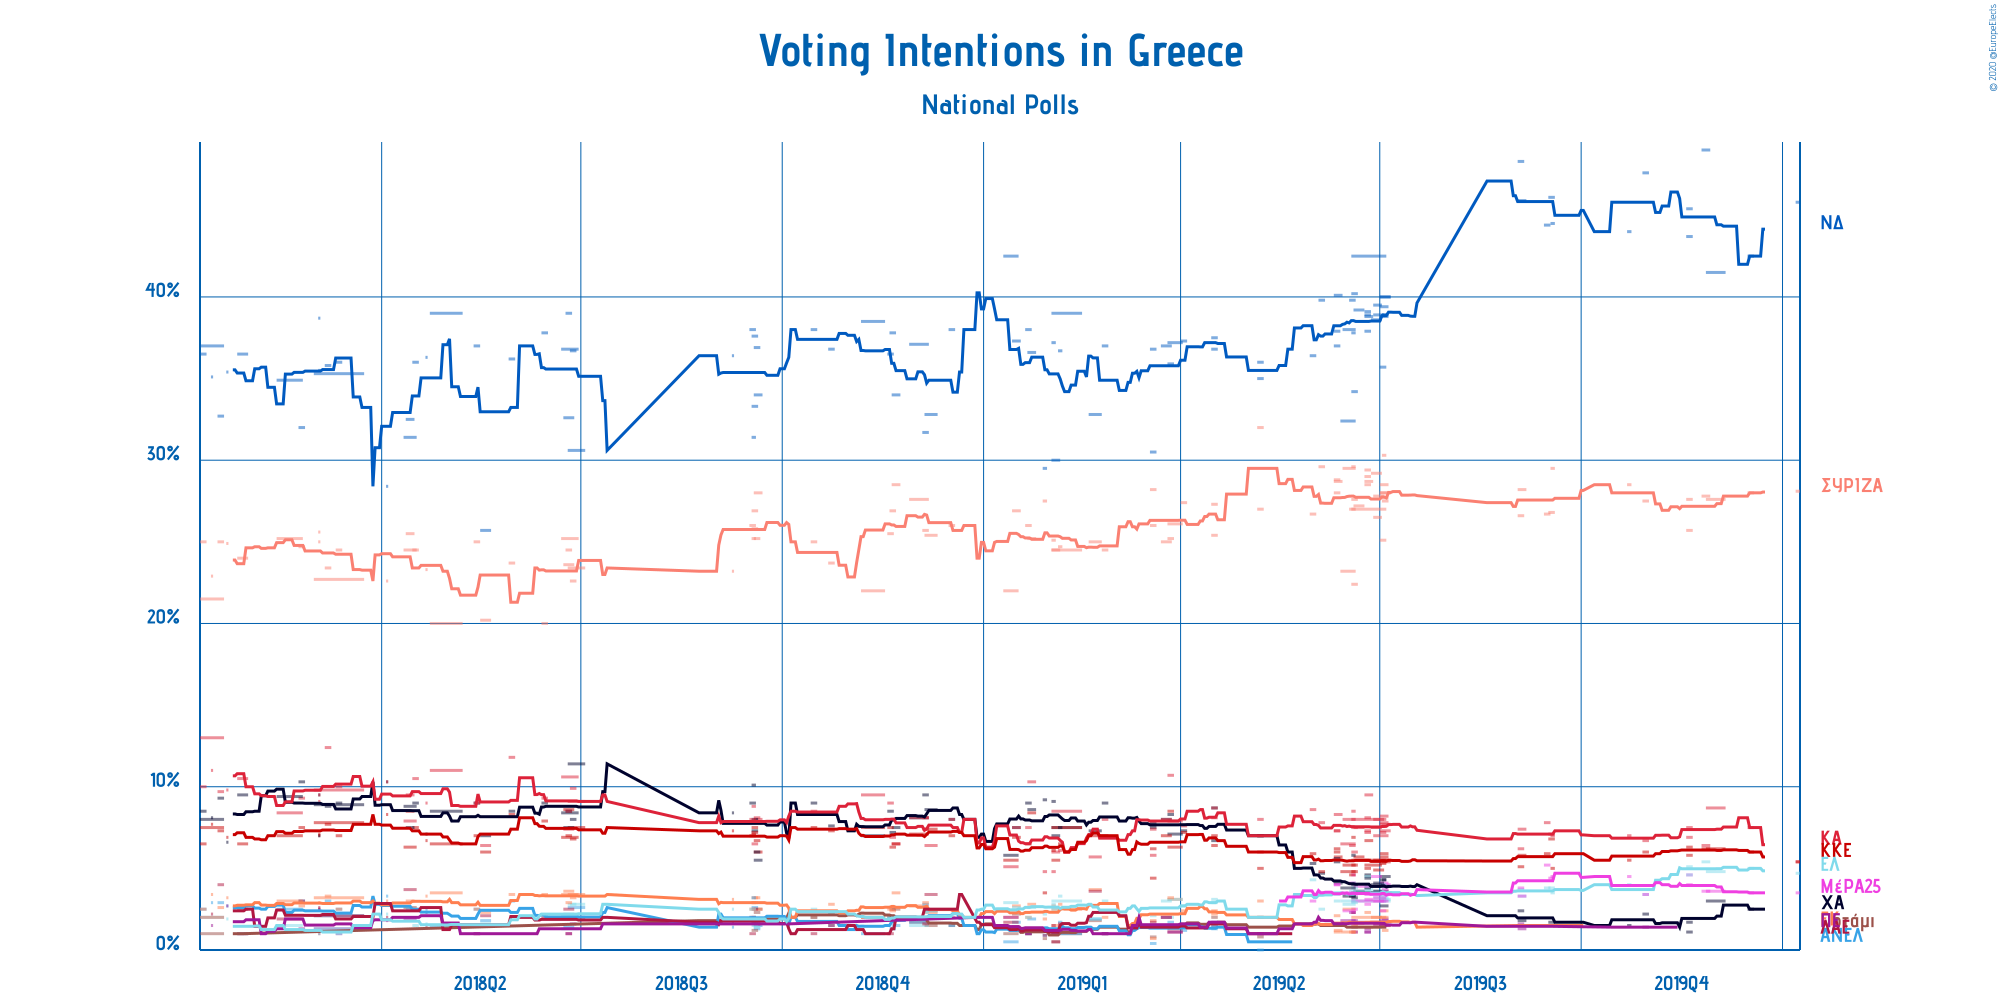 Voting Intentions in Greece
National Polls
© 2020 @EuropeElects
40%
30%
20%
10%
0%
ΝΔ
ΣΥΡΙΖΑ
ΚΑ
ΚΚΕ
ΕΛ
ΜέΡΑ25
ΧΑ
ΑΝΕΛ
2018Q2
2018Q3
2018Q4
2019Q1
2019Q2
2019Q3
2019Q4